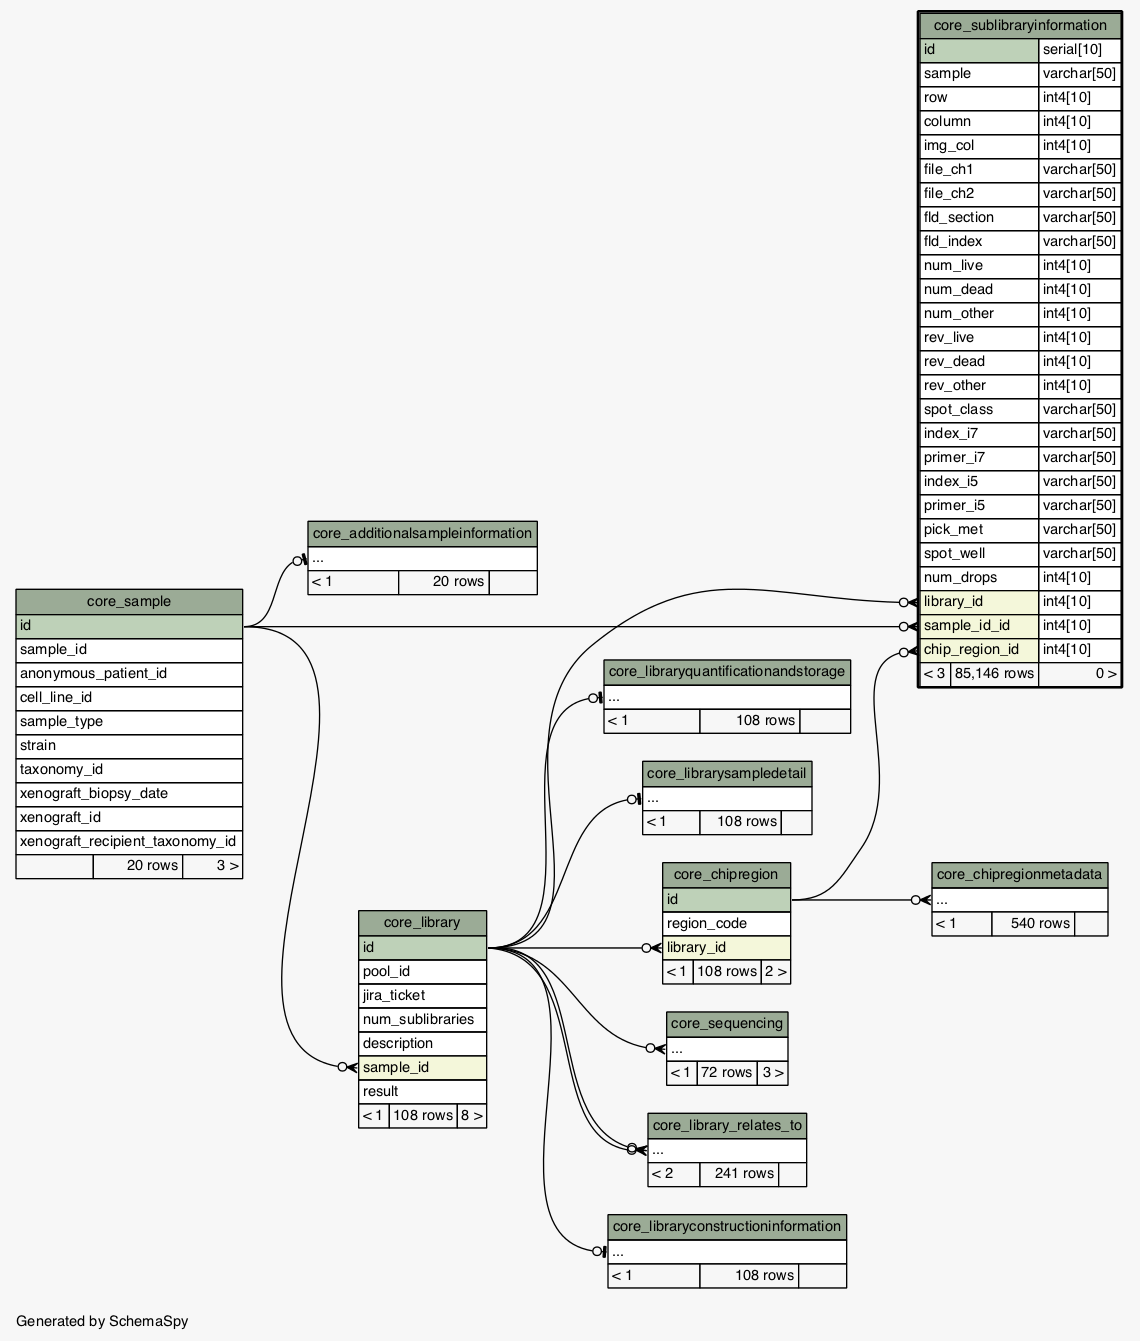 core_sublibraryinformation
id serial[10]
sample varchar[50]
row int4[10]
column int4[10]
img_col int4[10]
file_ch1 varchar[50]
file_ch2 varchar[50]
fld_section varchar[50]
fld_index varchar[50]
num_live int4[10]
num_dead int4[10]
num_other int4[10]
rev_live int4[10]
rev_dead int4[10]
rev_other int4[10]
spot_class varchar[50]
index_i7 varchar[50]
primer_i7 varchar[50]
index_i5 varchar[50]
primer_i5 varchar[50]
pick_met varchar[50]
spot_well varchar[50]
num_drops int4[10]
library_id int4[10]
sample_id_id int4[10]
chip_region_id int4[10]
< 3 85,146 rows 0 >
core_additionalsampleinformation
...
< 1 20 rows
core_sample
id
sample_id
anonymous_patient_id
cell_line_id
sample_type
strain
taxonomy_id
xenograft_biopsy_date
xenograft_id
xenograft_recipient_taxonomy_id
20 rows 3 >
core_libraryquantificationandstorage
...
< 1 108 rows
core_librarysampledetail
...
< 1 108 rows
core_chipregion
id
region_code
library_id
< 1 108 rows 2 >
core_chipregionmetadata
...
< 1 540 rows
core_library
id
pool_id
jira_ticket
num_sublibraries
description
sample_id
result
< 1 108 rows 8 >
core_sequencing
...
< 1 72 rows 3 >
core_library_relates_to
...
< 2 241 rows
core_libraryconstructioninformation
...
< 1 108 rows
Generated by SchemaSpy